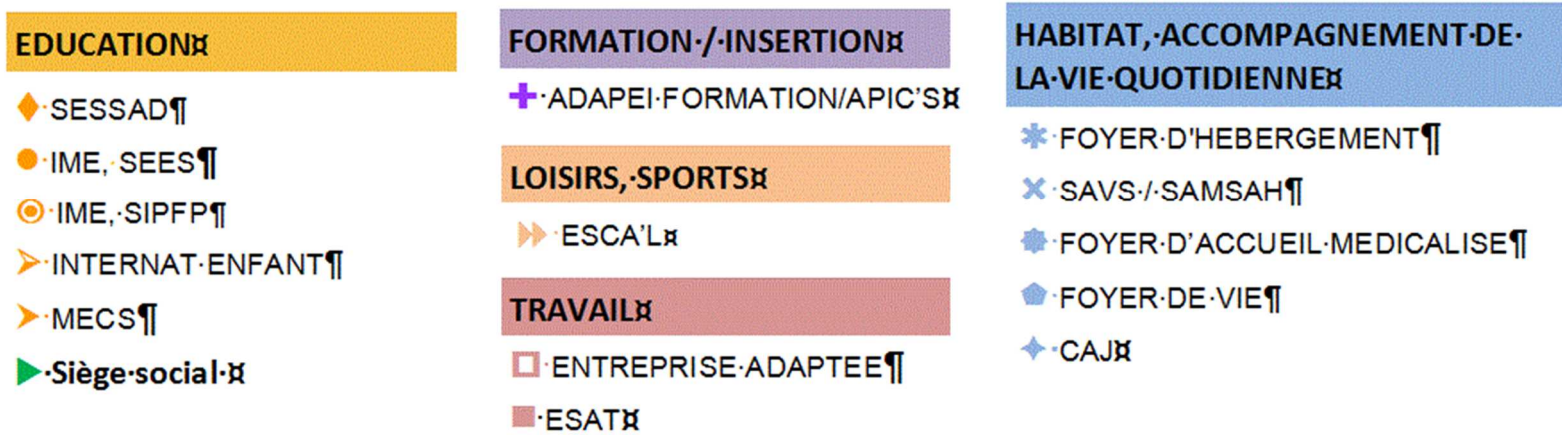 EDUCATION¤
·SESSAD¶
·IME,·SEES¶
·IME,·SIPFP¶
·INTERNAT·ENFANT¶
·MECS¶
·Siège·social·¤
FORMATION·/·INSERTION¤
·ADAPEI·FORMATION/APIC’S¤
LOISIRS,·SPORTS¤
·ESCA’L¤
TRAVAIL¤
·ENTREPRISE·ADAPTEE¶
·ESAT¤
HABITAT,·ACCOMPAGNEMENT·DE·
LA·VIE·QUOTIDIENNE¤
·FOYER·D'HEBERGEMENT¶
·SAVS·/·SAMSAH¶
·FOYER·D’ACCUEIL·MEDICALISE¶
·FOYER·DE·VIE¶
·CAJ¤